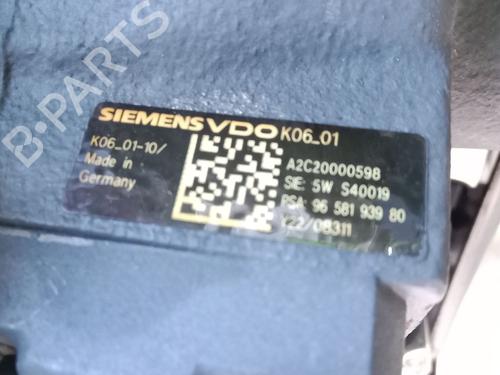 B-PARTS
SIEMENS VDO K06_01
K06_01-10/
Made in
Germany
A2C20000598
SIE: 5W S40019
PSA: 96 581 939 80
/08311